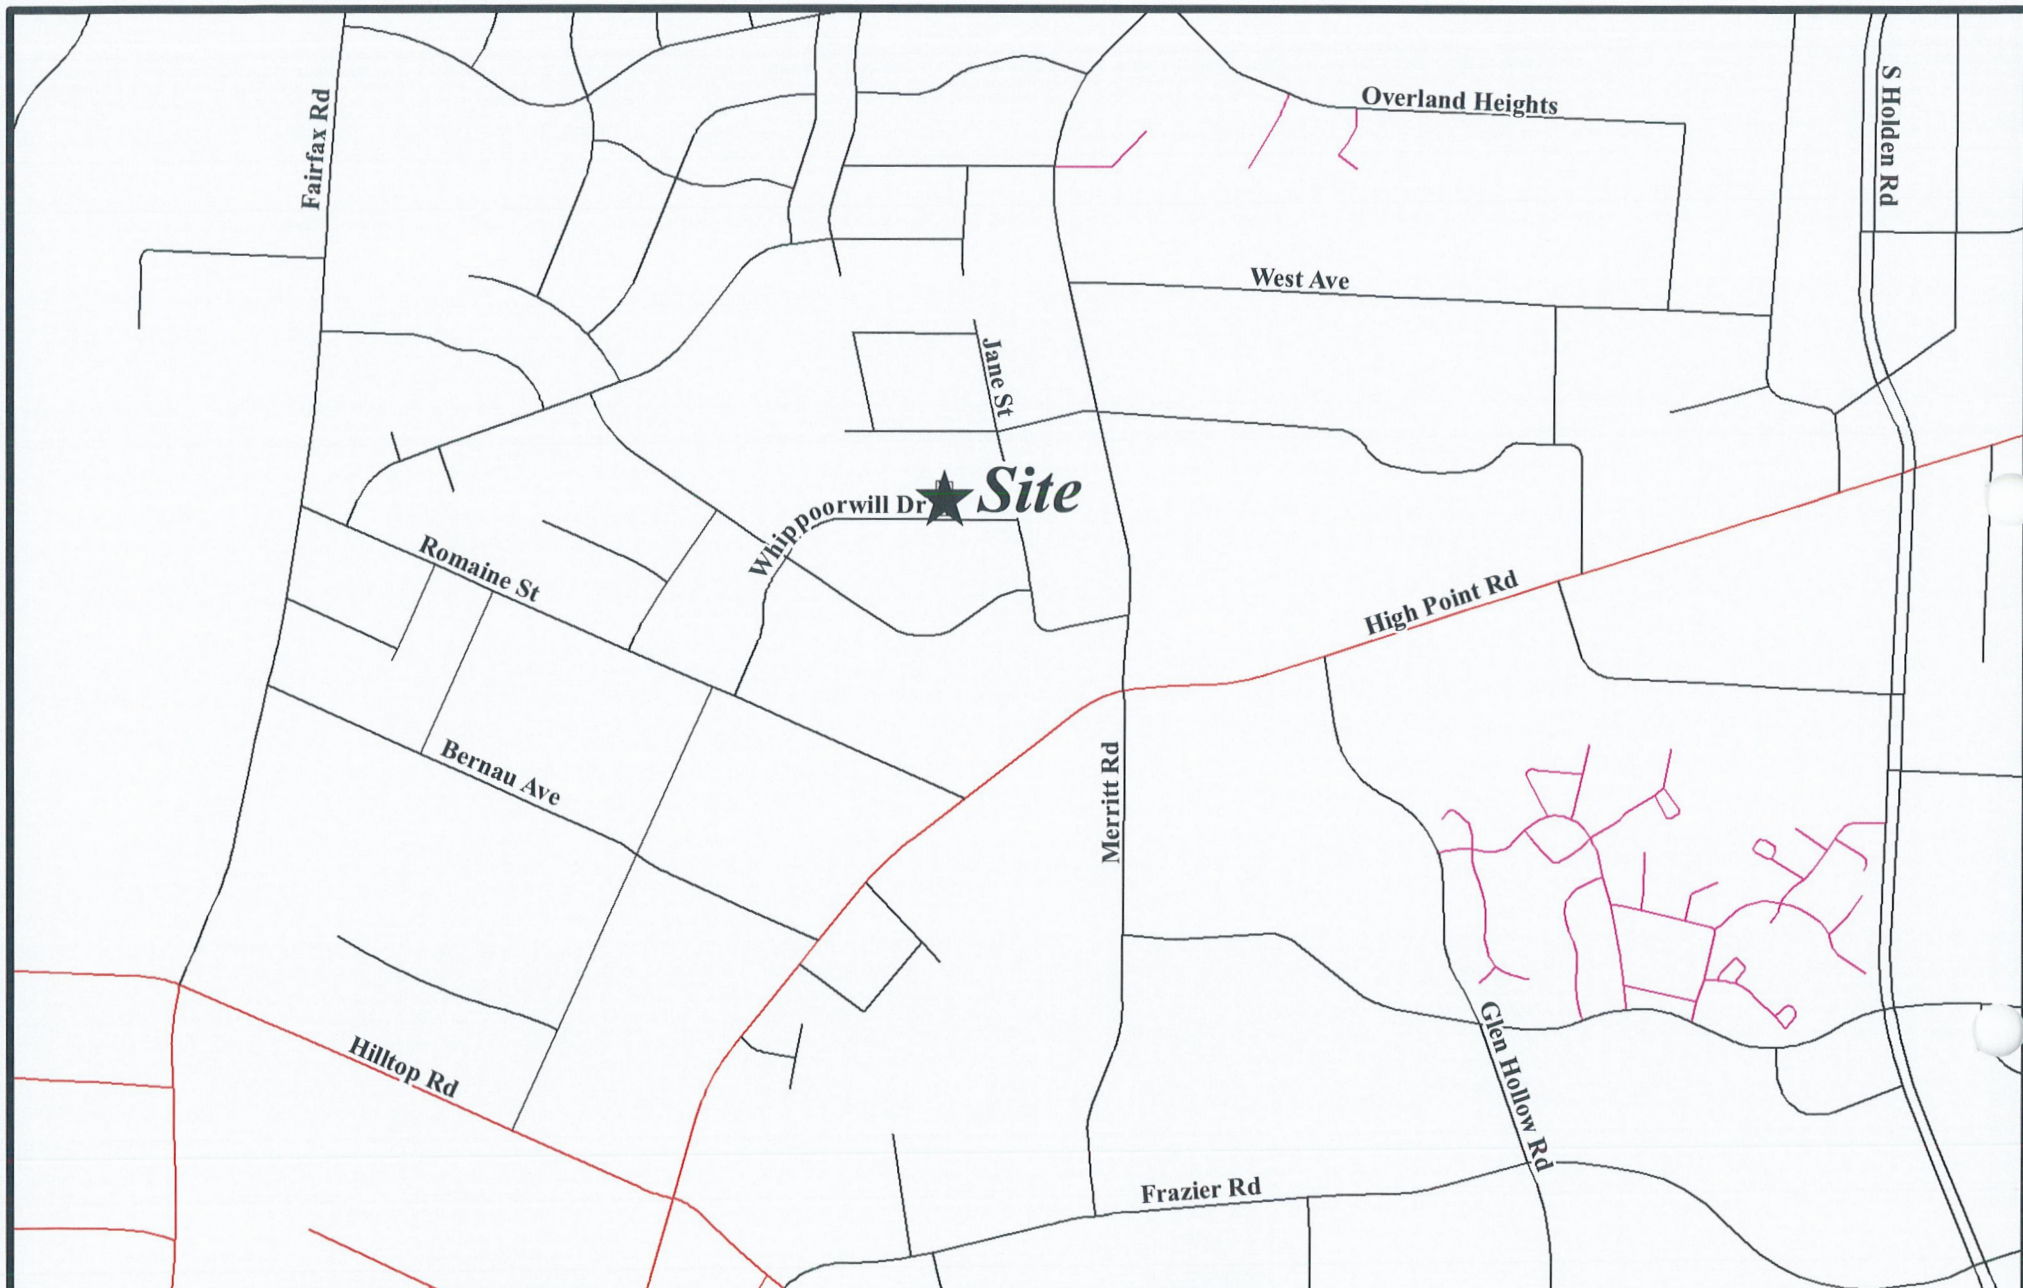 Overland Heights
S Holden Rd
Fairfax Rd
West Ave
Jane St
Site
Whippoorwill Dr
Romaine St
High Point Rd
Bernau Ave
Merritt Rd
Glen Hollow Rd
Hilltop Rd
Frazier Rd